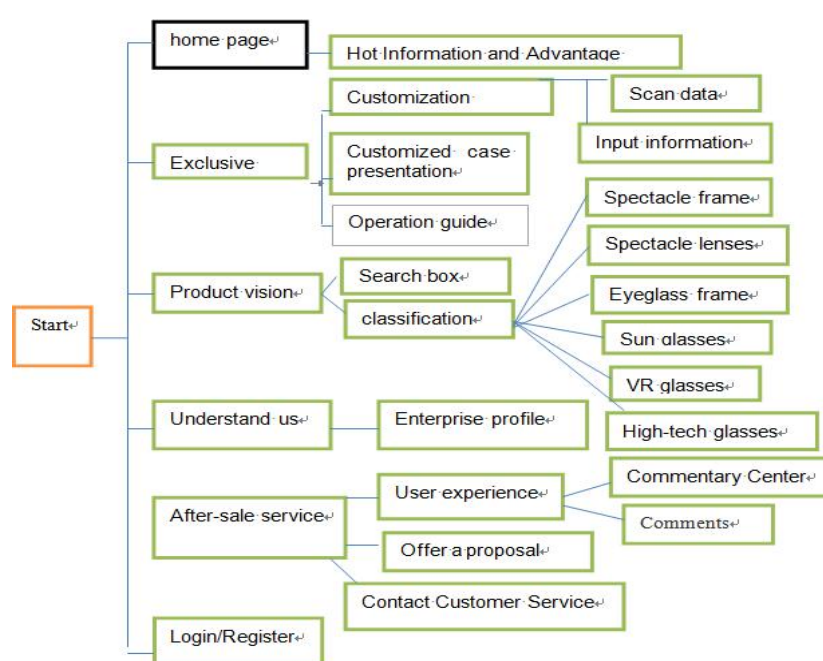 home page
Hot Information and Advantage
Customization
Scan data
Input information
Exclusive
Customized case
presentation
Operation guide
Spectacle frame
Spectacle lenses
Eyeglass frame
Sun glasses
VR glasses
High-tech glasses
Product vision
Search box
classification
Start
Understand us
Enterprise profile
After-sale service
User experience
Commentary Center
Comments
Offer a proposal
Contact Customer Service
Login/Register